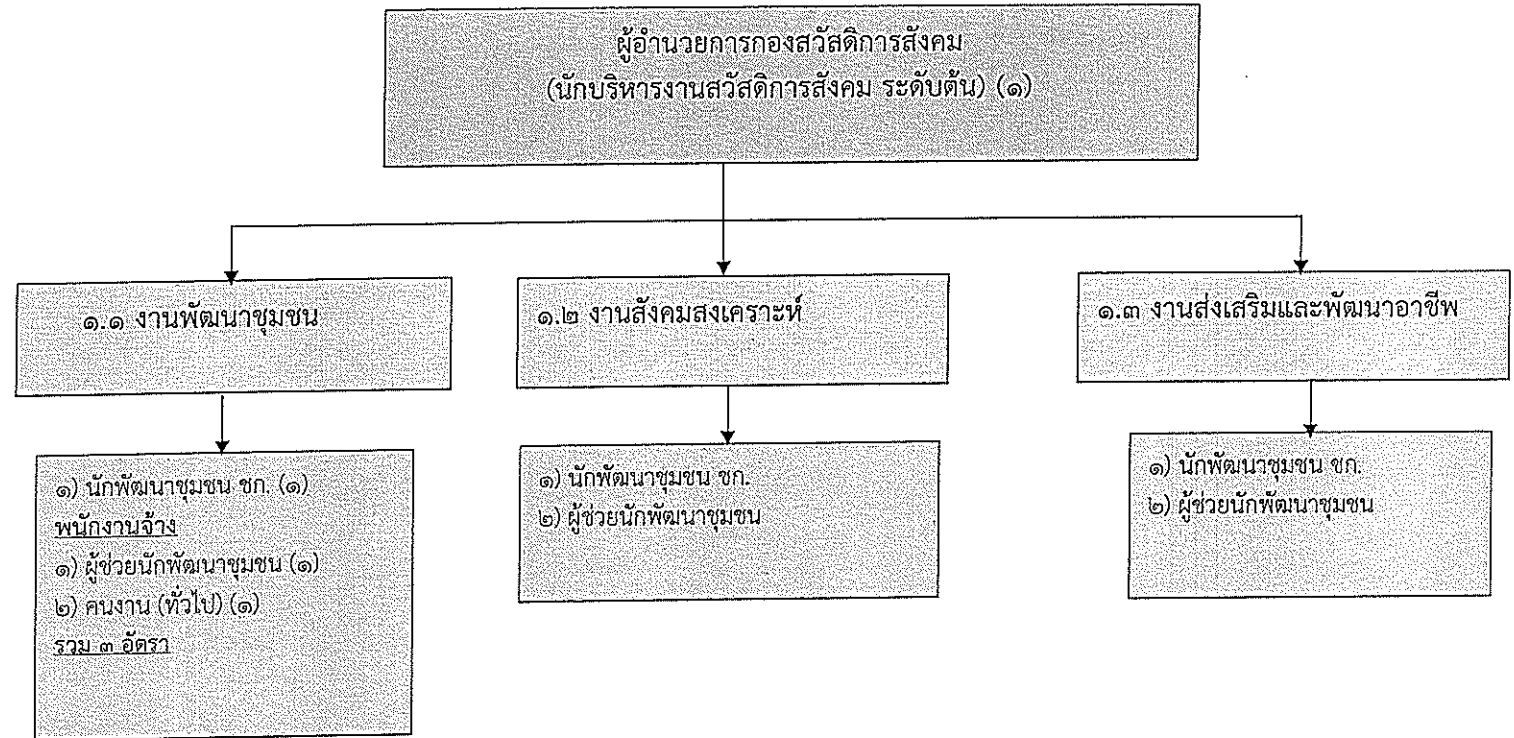 ผู้อำนวยการกองสวัสดิการสังคม
(นักบริหารงานสวัสดิการสังคม ระดับต้น) (๑)
๑.๑ งานพัฒนาชุมชน
๑) นักพัฒนาชุมชน ชก. (๑)
พนักงานจ้าง
๑) ผู้ช่วยนักพัฒนาชุมชน (๑)
๒) คนงาน (ทั่วไป) (๑)
รวม ๓ อัตรา
๑.๒ งานสังคมสงเคราะห์
๑) นักพัฒนาชุมชน ชก.
๒) ผู้ช่วยนักพัฒนาชุมชน
๑.๓ งานส่งเสริมและพัฒนาอาชีพ
๑) นักพัฒนาชุมชน ชก.
๒) ผู้ช่วยนักพัฒนาชุมชน